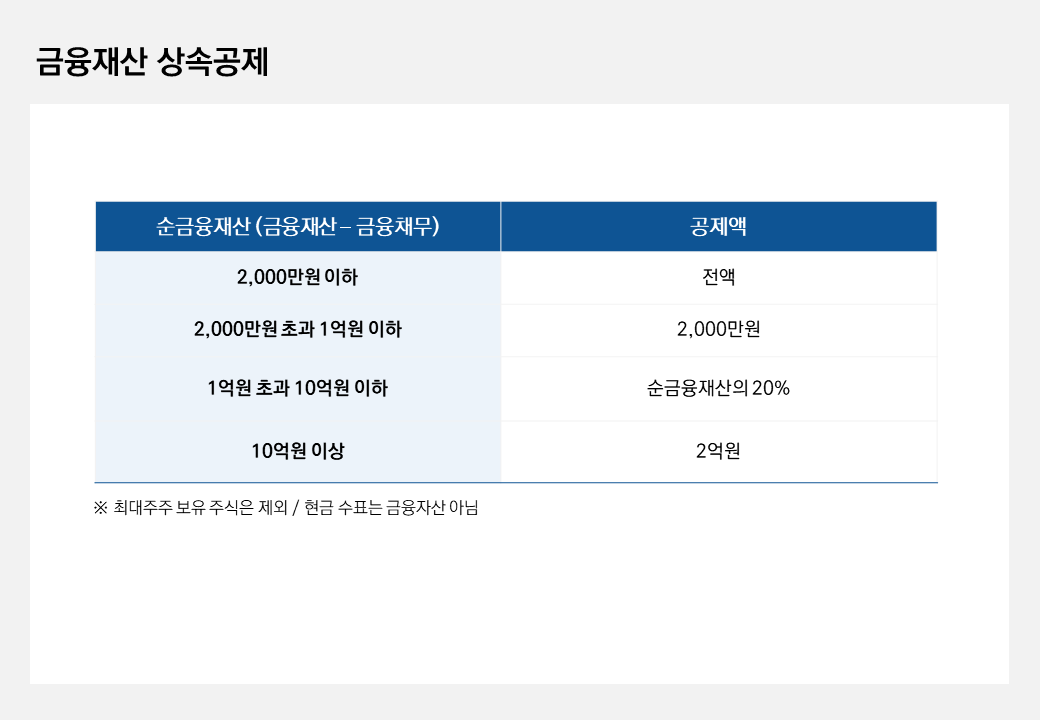 금융재산 상속공제
순금융재산 (금융재산 – 금융채무) 공제액
2,000만원 이하 전액
2,000만원 초과 1억원 이하 2,000만원
1억원 초과 10억원 이하 순금융재산의 20%
10억원 이상 2억원
※ 최대주주 보유 주식은 제외 / 현금 수표는 금융자산 아님